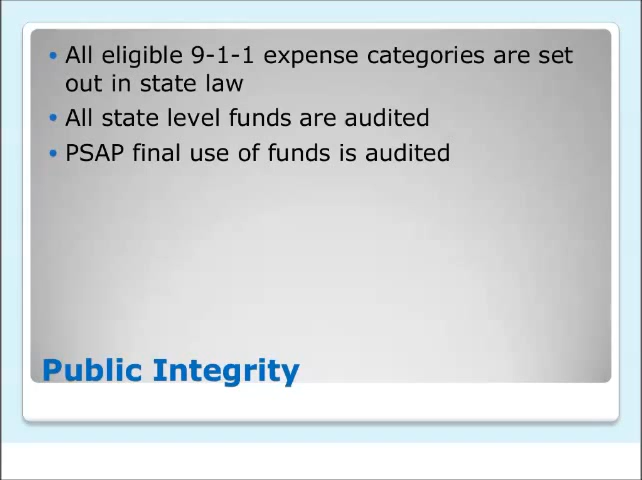 • All eligible 9-1-1 expense categories are set
out in state law
• All state level funds are audited
• PSAP final use of funds is audited
Public Integrity